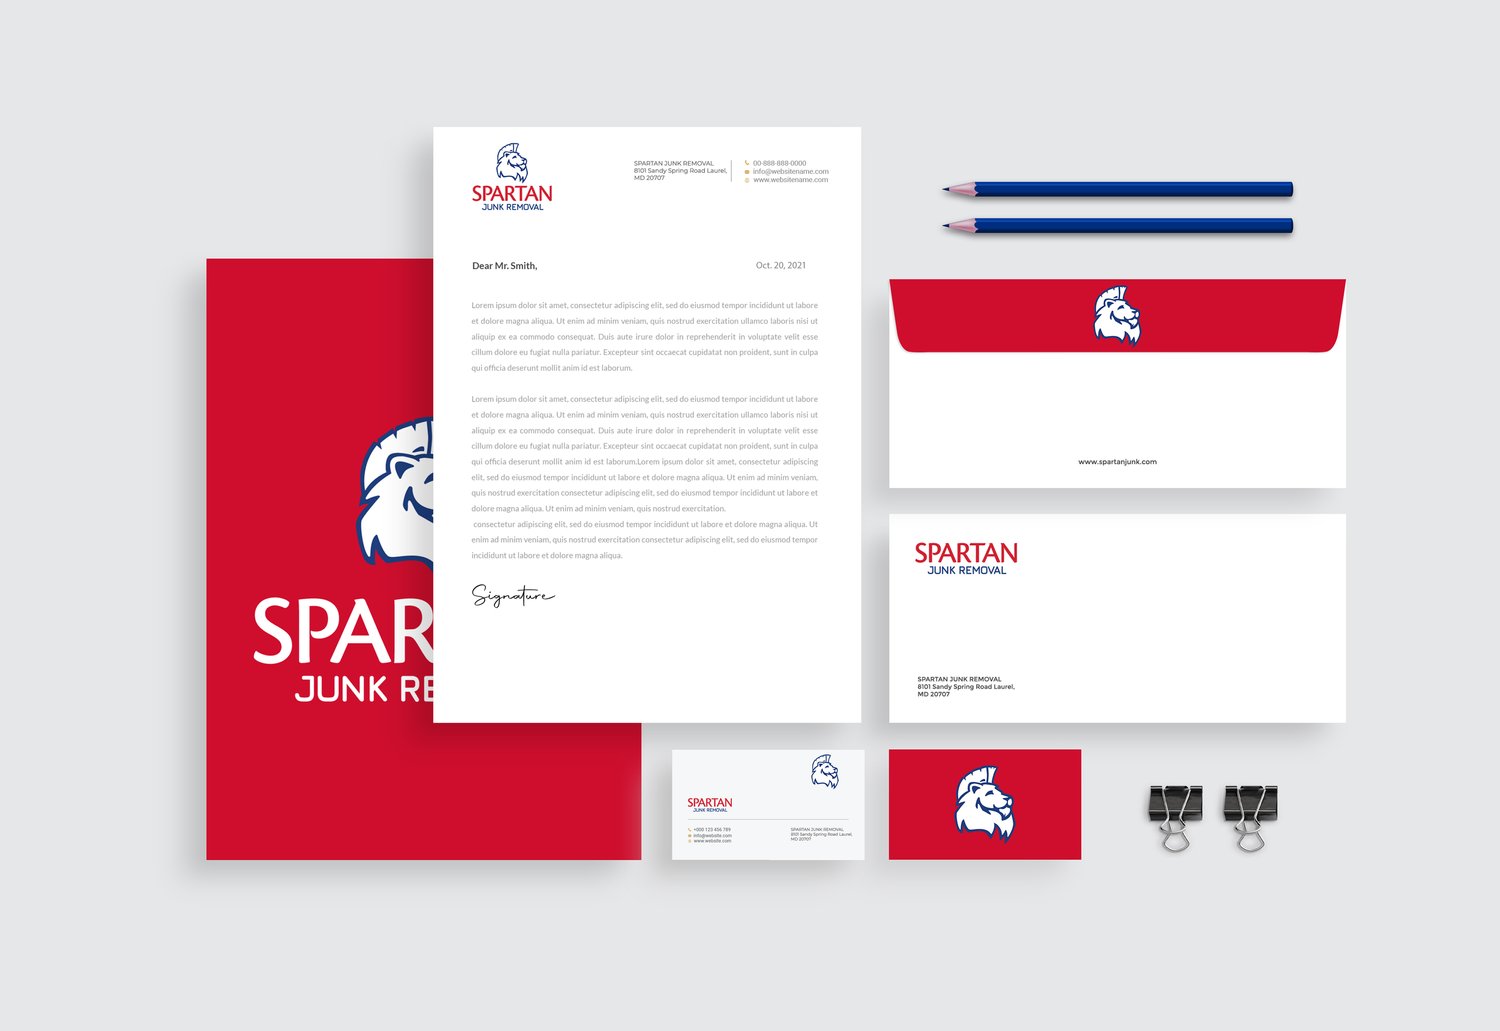 SPARTAN
JUNK REMOVAL
SPARTAN JUNK REMOVAL
8101 Sandy Spring Road Laurel,
MD 20707
00-888-888-0000
info@websitename.com
www.websitename.com
Dear Mr. Smith,
Oct. 20, 2021
Lorem ipsum dolor sit amet, consectetur adipiscing elit, sed do eiusmod tempor incididunt ut labore
et dolore magna aliqua. Ut enim ad minim veniam, quis nostrud exercitation ullamco laboris nisi ut
aliquip ex ea commodo consequat. Duis aute irure dolor in reprehenderit in voluptate velit esse
cillum dolore eu fugiat nulla pariatur. Excepteur sint occaecat cupidatat non proident, sunt in culpa
qui officia deserunt mollit anim id est laborum.
Lorem ipsum dolor sit amet, consectetur adipiscing elit, sed do eiusmod tempor incididunt ut labore
et dolore magna aliqua. Ut enim ad minim veniam, quis nostrud exercitation ullamco laboris nisi ut
aliquip ex ea commodo consequat. Duis aute irure dolor in reprehenderit in voluptate velit esse
cillum dolore eu fugiat nulla pariatur. Excepteur sint occaecat cupidatat non proident, sunt in culpa
qui officia deserunt mollit anim id est laborum.Lorem ipsum dolor sit amet, consectetur adipiscing
elit, sed do eiusmod tempor incididunt ut labore et dolore magna aliqua. Ut enim ad minim veniam,
quis nostrud exercitation consectetur adipiscing elit, sed do eiusmod tempor incididunt ut labore et
dolore magna aliqua. Ut enim ad minim veniam, quis nostrud exercitation.
consectetur adipiscing elit, sed do eiusmod tempor incididunt ut labore et dolore magna aliqua. Ut
enim ad minim veniam, quis nostrud exercitation consectetur adipiscing elit, sed do eiusmod tempor
incididunt ut labore et dolore magna aliqua.
Signature
SPAR
JUNK RE
www.spartanjunk.com
SPARTAN
JUNK REMOVAL
SPARTAN JUNK REMOVAL
8101 Sandy Spring Road Laurel,
MD 20707
SPARTAN
JUNK REMOVAL
+000 123 456 789
info@website.com
www.website.com
SPARTAN JUNK REMOVAL
8101 Sandy Spring Road Laurel,
MD 20707